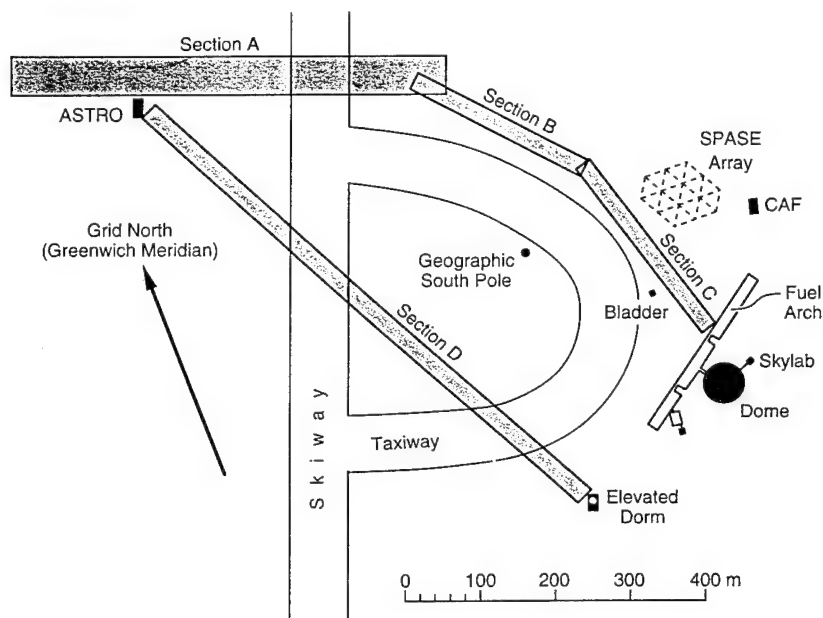 Section A
ASTRO
Section B
SPASE
Array
CAF
Grid North
(Greenwich Meridian)
Geographic
South Pole
Section C
Bladder
Fuel
Arch
Section D
Skylab
Dome
Skiway
Taxiway
Elevated
Dorm
0 100 200 300 400 m